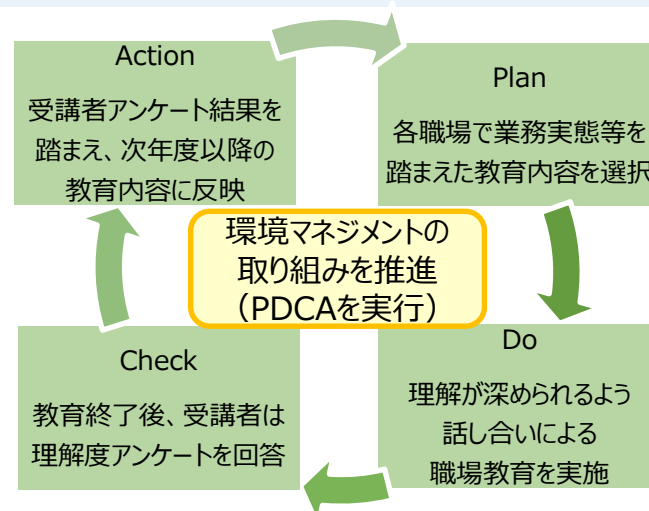 Action
受講者アンケート結果を
踏まえ、次年度以降の
教育内容に反映
Plan
各職場で業務実態等を
踏まえた教育内容を選択
環境マネジメントの
取り組みを推進
（PDCAを実行）
Check
教育終了後、受講者は
理解度アンケートを回答
Do
理解が深められるよう
話し合いによる
職場教育を実施